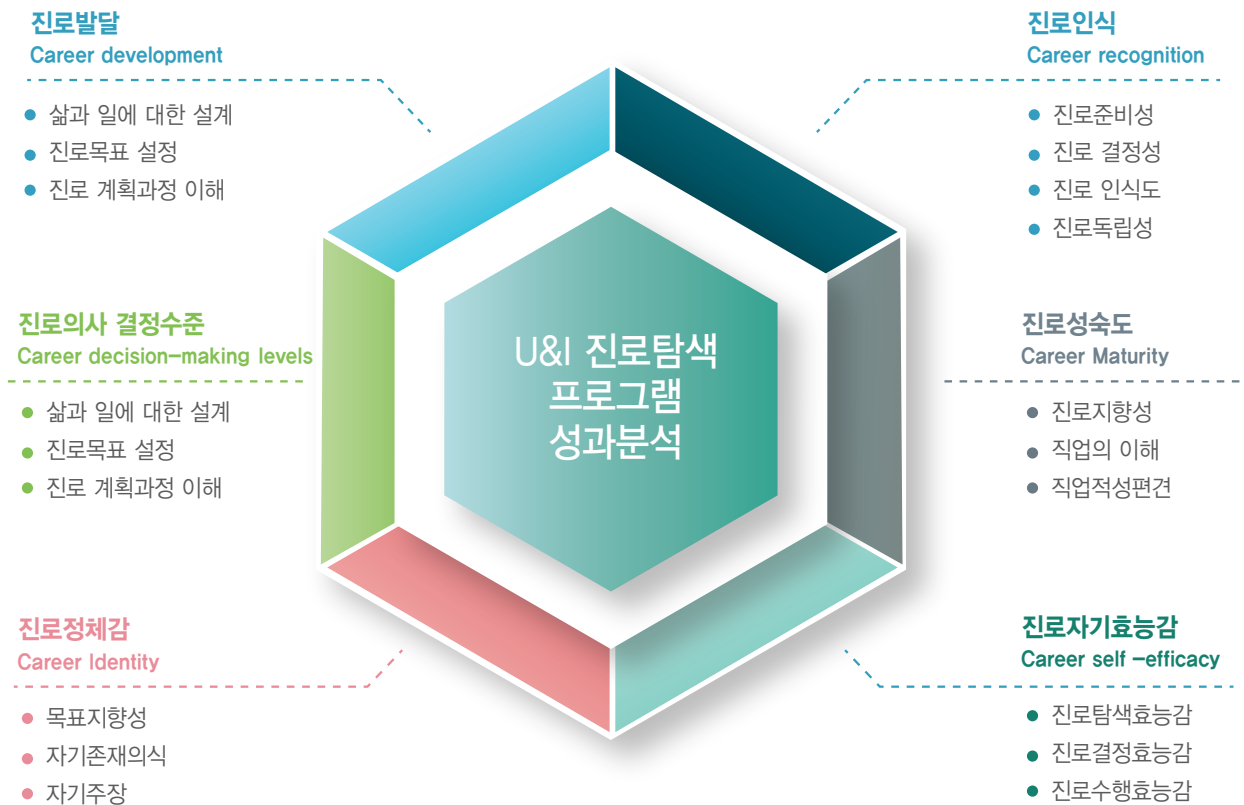 진로발달
Career development
삶과 일에 대한 설계
진로목표 설정
진로 계획과정 이해
진로인식
Career recognition
진로준비성
진로 결정성
진로 인식도
진로독립성
진로의사 결정수준
Career decision-making levels
삶과 일에 대한 설계
진로목표 설정
진로 계획과정 이해
U&I 진로탐색
프로그램
성과분석
진로성숙도
Career Maturity
진로지향성
직업의 이해
직업적성편견
진로정체감
Career Identity
목표지향성
자기존재의식
자기주장
진로자기효능감
Career self -efficacy
진로탐색효능감
진로결정효능감
진로수행효능감